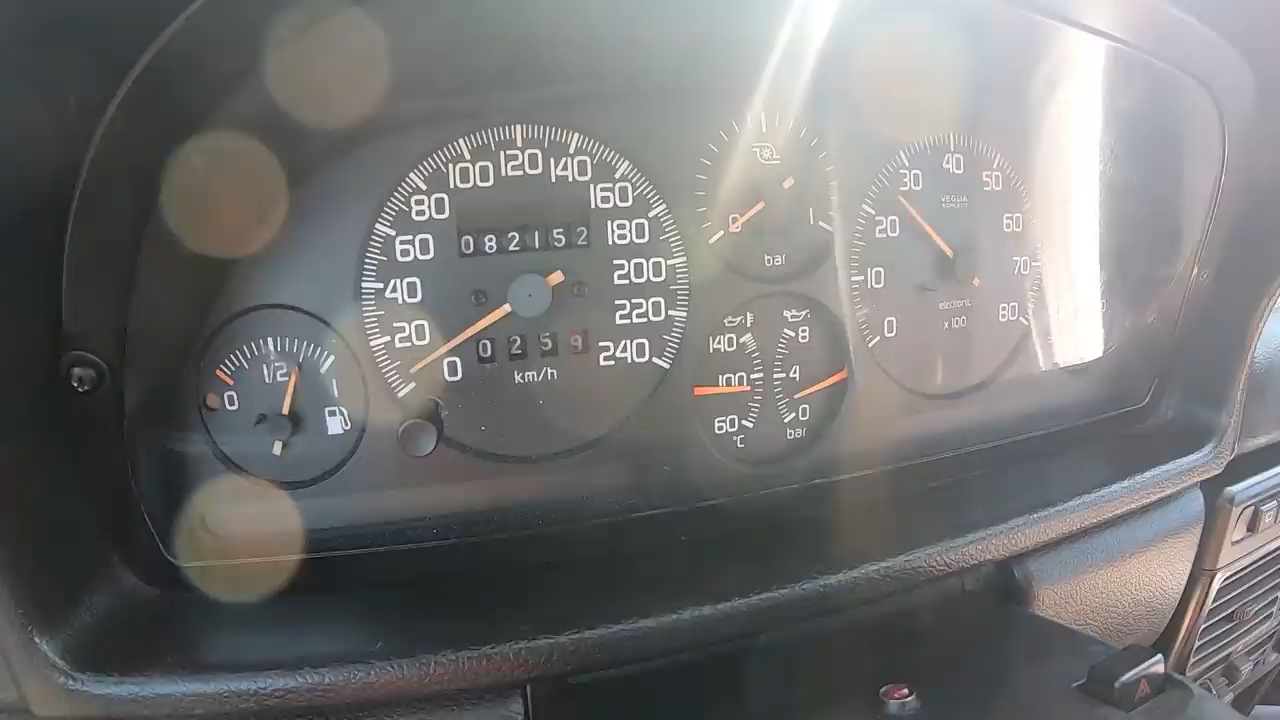 0 1/2 1
0 20 40 60 80 100 120 140 160 180 200 220 240
082152
0259
km/h
0 1
bar
140 100 60
°C
8 4 0
bar
0 10 20 30 40 50 60 70 80
VEGLIA
BORLETTI
electronic
x 100